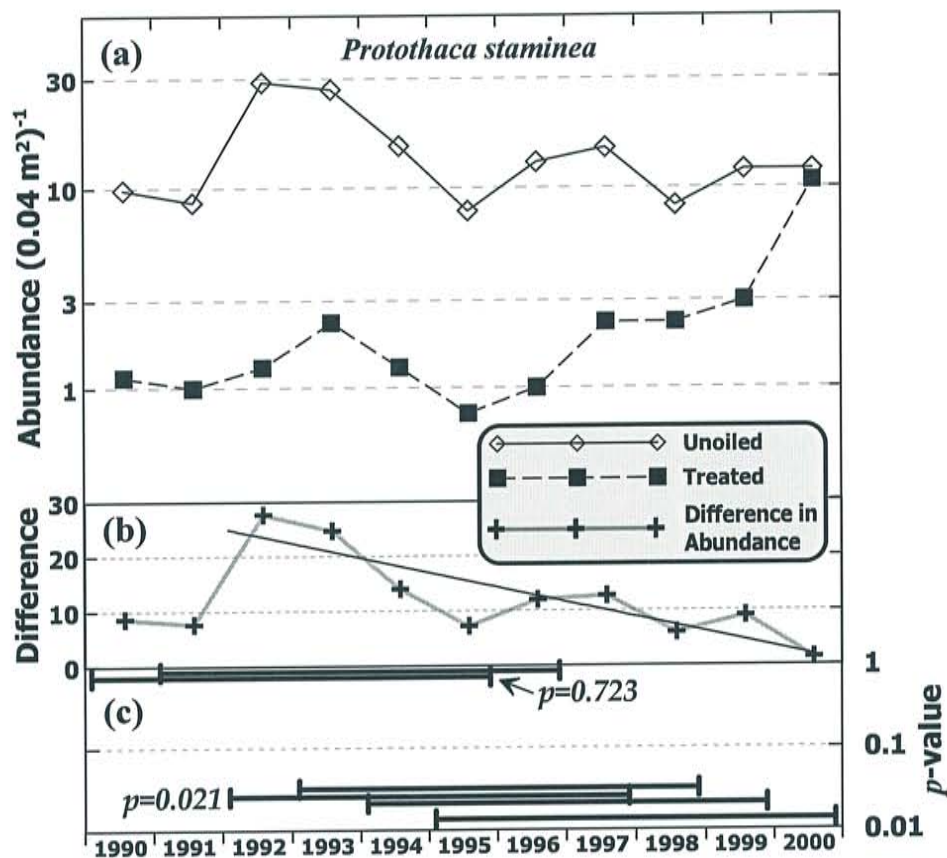 (a)
Protothaca staminea
Abundance (0.04 m²)⁻¹
30
10
3
1
Unoiled
Treated
Difference in
Abundance
(b)
Difference
30
20
10
0
(c)
p=0.723
p=0.021
p-value
1
0.1
0.01
1990 1991 1992 1993 1994 1995 1996 1997 1998 1999 2000